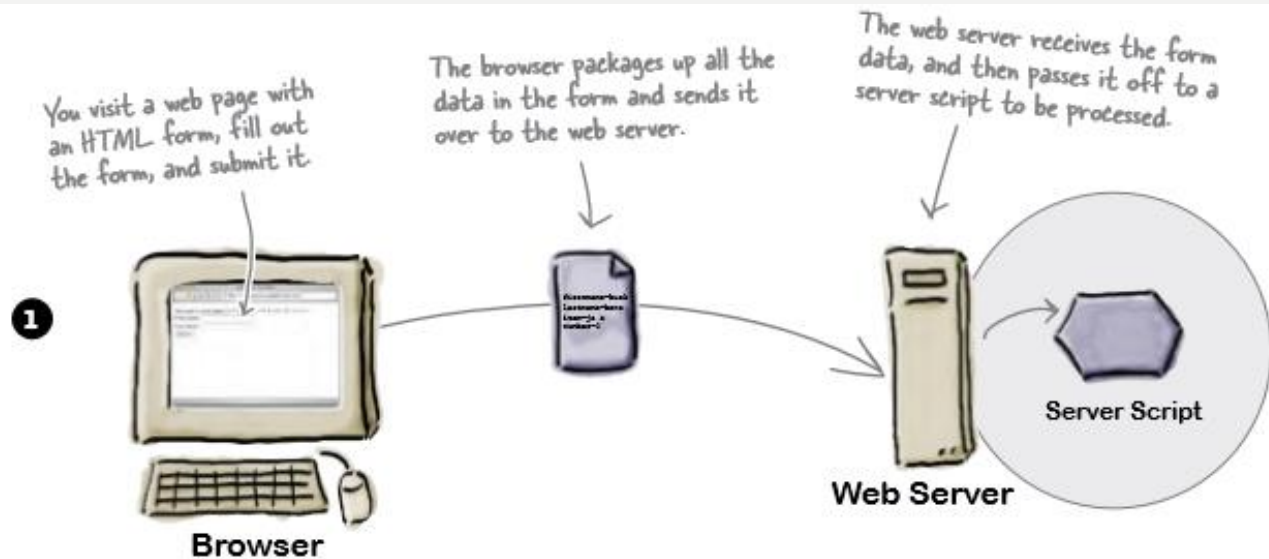 You visit a web page with
an HTML form, fill out
the form, and submit it.
The browser packages up all the
data in the form and sends it
over to the web server.
The web server receives the form
data, and then passes it off to a
server script to be processed.
1
Server Script
Web Server
Browser